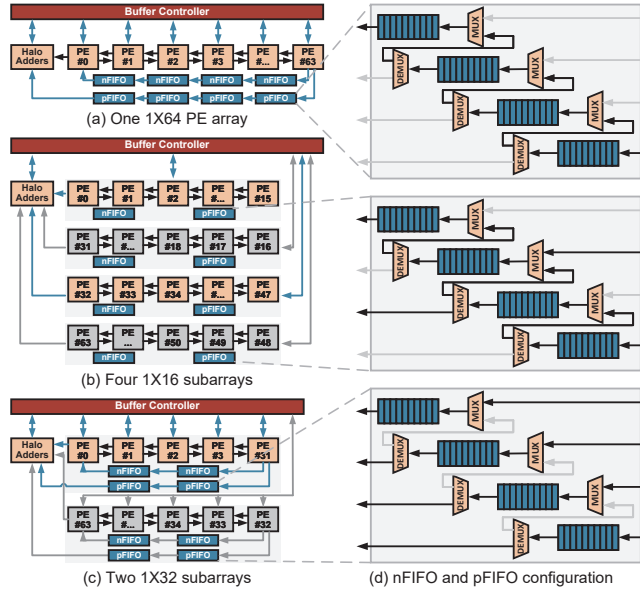 Buffer Controller
Halo Adders
PE #0
PE #1
PE #2
PE #3
PE #...
PE #63
nFIFO
nFIFO
nFIFO
nFIFO
pFIFO
pFIFO
pFIFO
pFIFO
(a) One 1X64 PE array
Buffer Controller
Halo Adders
PE #0
PE #1
PE #2
PE #...
PE #15
nFIFO
pFIFO
PE #31
PE #...
PE #18
PE #17
PE #16
nFIFO
pFIFO
PE #32
PE #33
PE #34
PE #...
PE #47
nFIFO
pFIFO
PE #63
PE ...
PE #50
PE #49
PE #48
nFIFO
pFIFO
(b) Four 1X16 subarrays
Buffer Controller
Halo Adders
PE #0
PE #1
PE #2
PE #3
PE #31
nFIFO
nFIFO
pFIFO
pFIFO
PE #63
PE #...
PE #34
PE #33
PE #32
nFIFO
nFIFO
pFIFO
pFIFO
(c) Two 1X32 subarrays
MUX
DEMUX
MUX
DEMUX
MUX
DEMUX
MUX
DEMUX
MUX
DEMUX
MUX
DEMUX
MUX
DEMUX
MUX
DEMUX
MUX
DEMUX
(d) nFIFO and pFIFO configuration